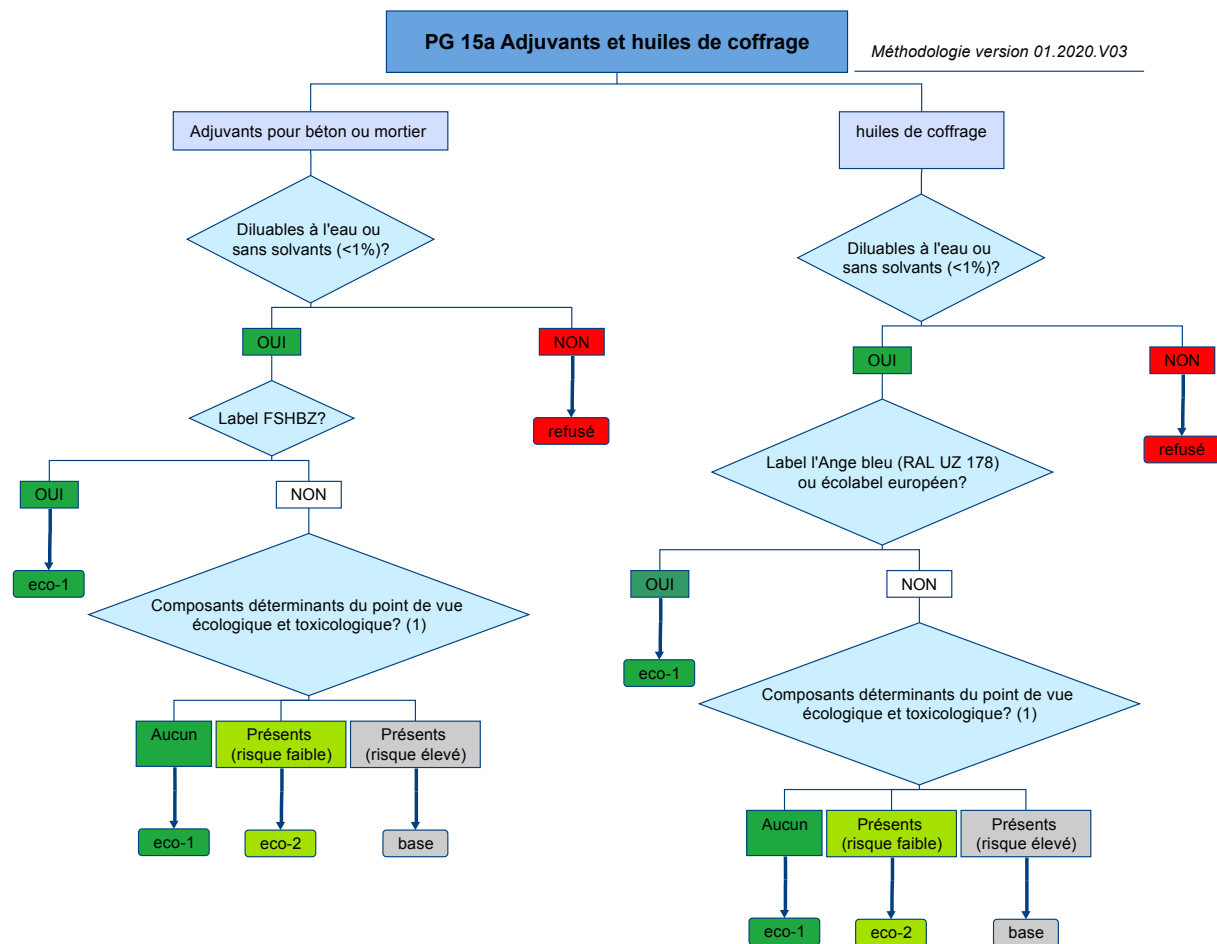 PG 15a Adjuvants et huiles de coffrage
Méthodologie version 01.2020.V03
Adjuvants pour béton ou mortier
Diluables à l'eau ou
sans solvants (<1%)?
OUI
NON
refusé
Label FSHBZ?
OUI
NON
eco-1
Composants déterminants du point de vue
écologique et toxicologique? (1)
Aucun
Présents
(risque faible)
Présents
(risque élevé)
eco-1
eco-2
base
huiles de coffrage
Diluables à l'eau ou
sans solvants (<1%)?
OUI
NON
refusé
Label l'Ange bleu (RAL UZ 178)
ou écolabel européen?
OUI
NON
eco-1
Composants déterminants du point de vue
écologique et toxicologique? (1)
Aucun
Présents
(risque faible)
Présents
(risque élevé)
eco-1
eco-2
base